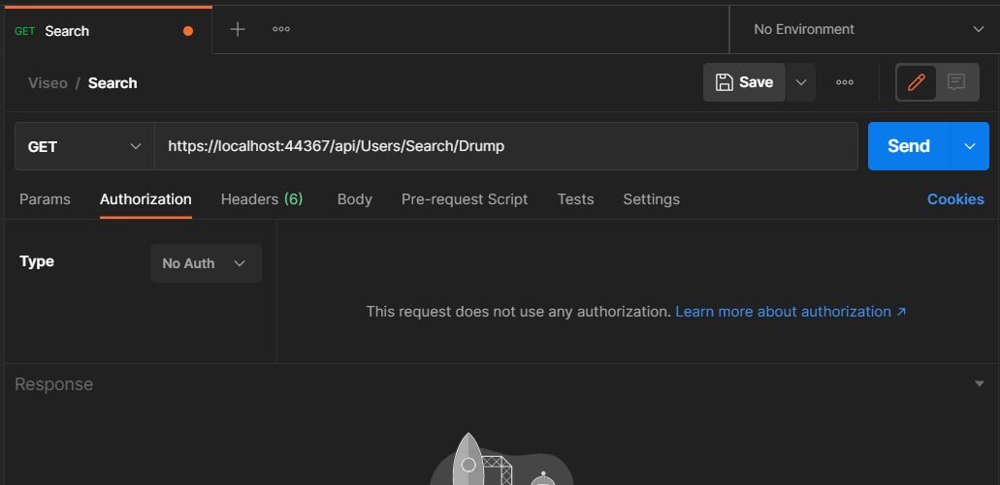 GET Search
No Environment
Viseo / Search
Save
GET
https://localhost:44367/api/Users/Search/Drump
Send
Params Authorization Headers (6) Body Pre-request Script Tests Settings Cookies
Type
No Auth
This request does not use any authorization. Learn more about authorization ↗
Response